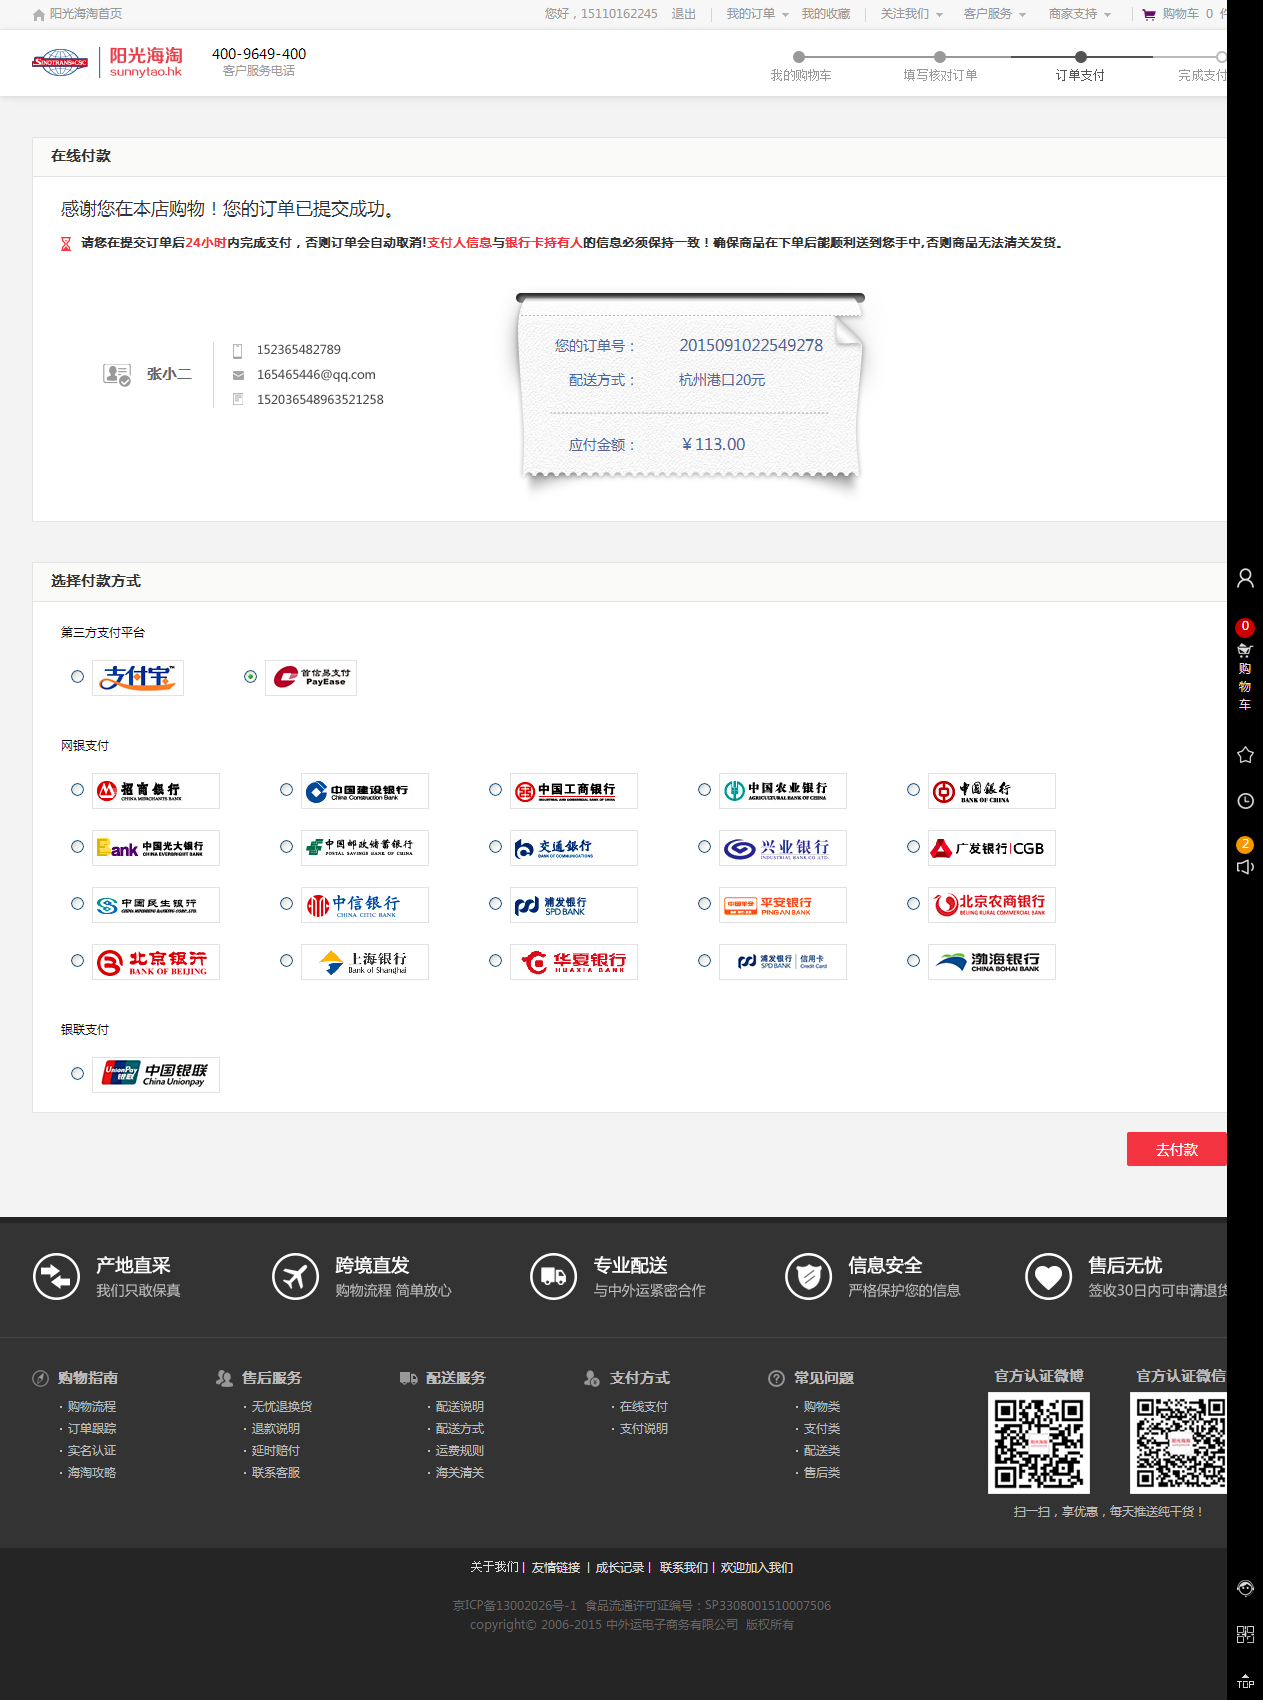 阳光海淘首页 您好，15110162245 退出 我的订单 我的收藏 关注我们 客户服务 商家支持 购物车 0 件
SINOTRANS&CSC 阳光海淘 sunnytao.hk
400-9649-400
客户服务电话
我的购物车 填写核对订单 订单支付 完成支付
在线付款
感谢您在本店购物！您的订单已提交成功。
请您在提交订单后24小时内完成支付，否则订单会自动取消!支付人信息与银行卡持有人的信息必须保持一致！确保商品在下单后能顺利送到您手中,否则商品无法清关发货。
张小二
152365482789
165465446@qq.com
152036548963521258
您的订单号： 2015091022549278
配送方式： 杭州港口20元
应付金额： ￥113.00
选择付款方式
第三方支付平台
支付宝 首信易支付 PayEase
网银支付
招商银行 CHINA MERCHANTS BANK 中国建设银行 China Construction Bank 中国工商银行 INDUSTRIAL AND COMMERCIAL BANK OF CHINA 中国农业银行 AGRICULTURAL BANK OF CHINA 中国银行 BANK OF CHINA
Bank 中国光大银行 CHINA EVERBRIGHT BANK 中国邮政储蓄银行 POSTAL SAVINGS BANK OF CHINA 交通银行 BANK OF COMMUNICATIONS 兴业银行 INDUSTRIAL BANK CO.,LTD. 广发银行|CGB
中国民生银行 CHINA MINSHENG BANKING CORP.,LTD. 中信银行 CHINA CITIC BANK 浦发银行 SPD BANK 中国平安 平安银行 PING AN BANK 北京农商银行 BEIJING RURAL COMMERCIAL BANK
北京银行 BANK OF BEIJING 上海银行 Bank of Shanghai 华夏银行 HUAXIA BANK 浦发银行 SPD BANK 信用卡 Credit Card 渤海银行 CHINA BOHAI BANK
银联支付
UnionPay 银联 中国银联 China Unionpay
去付款
产地直采 跨境直发 专业配送 信息安全 售后无忧
我们只敢保真 购物流程 简单放心 与中外运紧密合作 严格保护您的信息 签收30日内可申请退货
购物指南 售后服务 配送服务 支付方式 常见问题 官方认证微博 官方认证微信
· 购物流程 · 无忧退换货 · 配送说明 · 在线支付 · 购物类
· 订单跟踪 · 退款说明 · 配送方式 · 支付说明 · 支付类
· 实名认证 · 延时赔付 · 运费规则 · 配送类
· 海淘攻略 · 联系客服 · 海关清关 · 售后类
扫一扫，享优惠，每天推送纯干货！
关于我们 | 友情链接 | 成长记录 | 联系我们 | 欢迎加入我们
京ICP备13002026号-1 食品流通许可证编号：SP3308001510007506
copyright© 2006-2015 中外运电子商务有限公司 版权所有
0
购
物
车
2
TOP